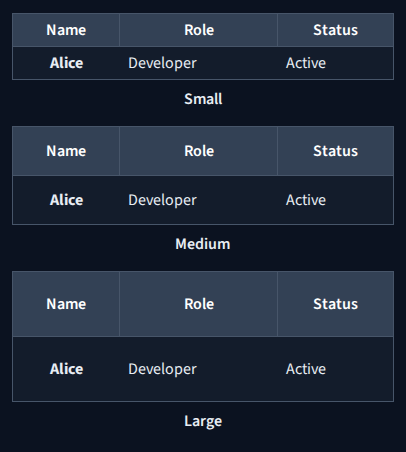 Name Role Status
Alice Developer Active
Small
Name Role Status
Alice Developer Active
Medium
Name Role Status
Alice Developer Active
Large